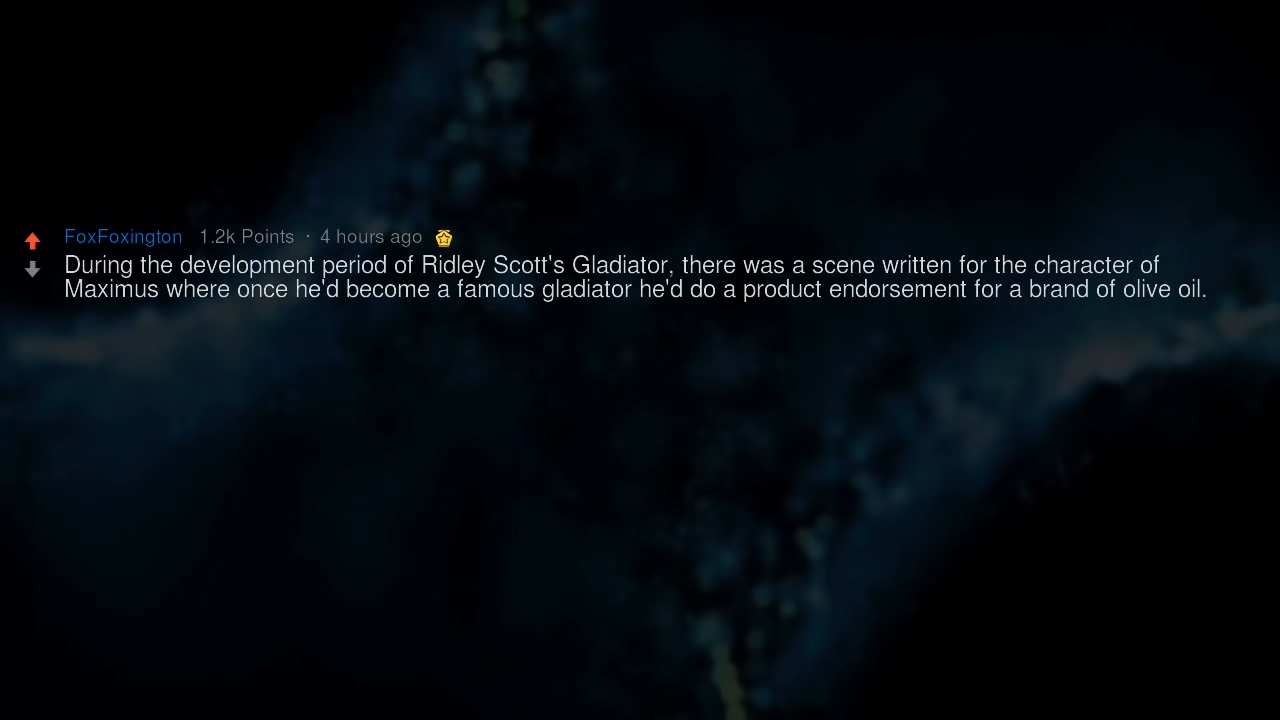 FoxFoxington 1.2k Points · 4 hours ago
During the development period of Ridley Scott's Gladiator, there was a scene written for the character of
Maximus where once he'd become a famous gladiator he'd do a product endorsement for a brand of olive oil.